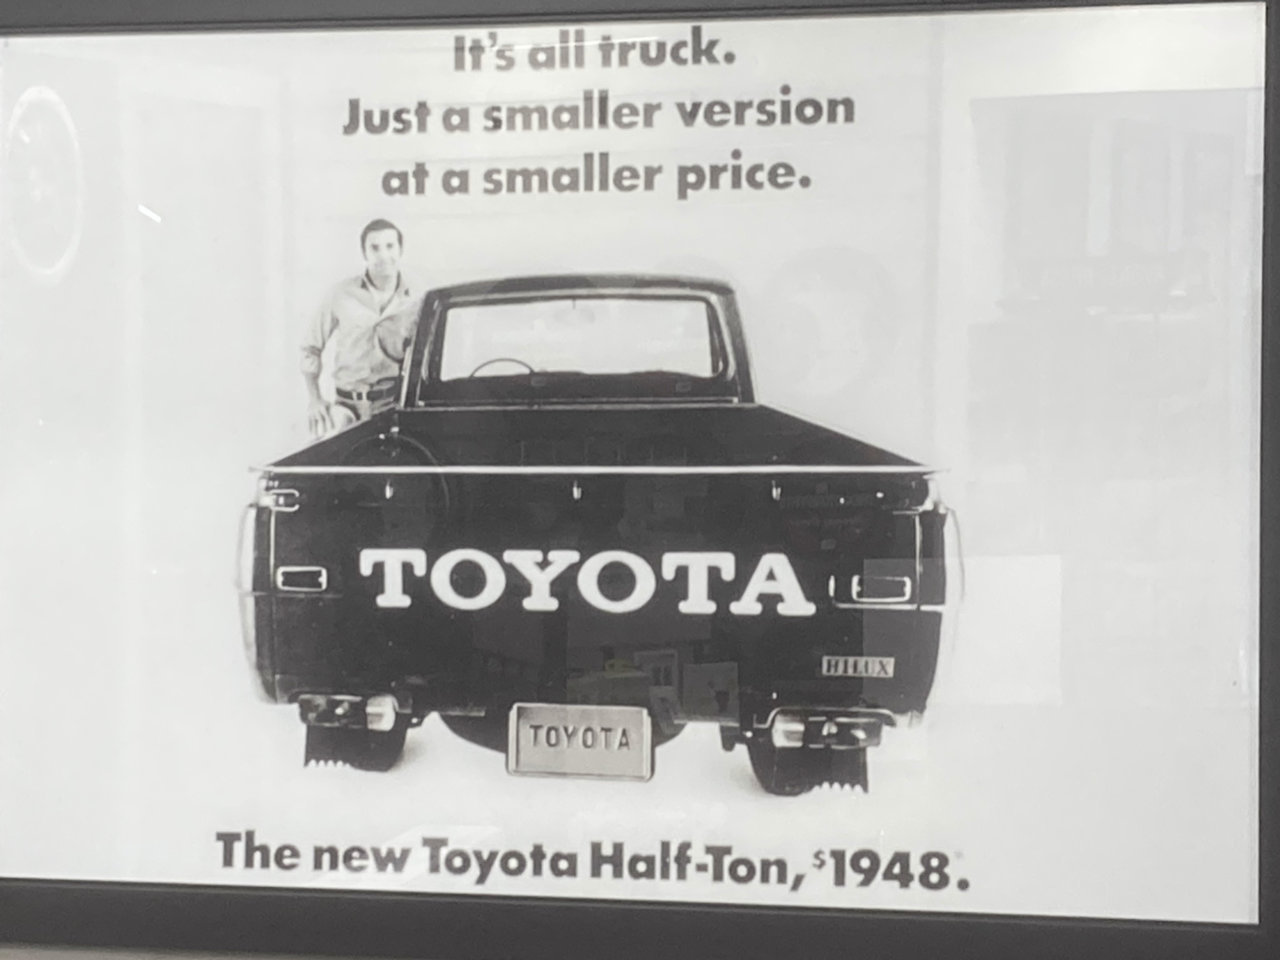 It's all truck.
Just a smaller version
at a smaller price.
TOYOTA
HILUX
TOYOTA
The new Toyota Half-Ton, $1948.